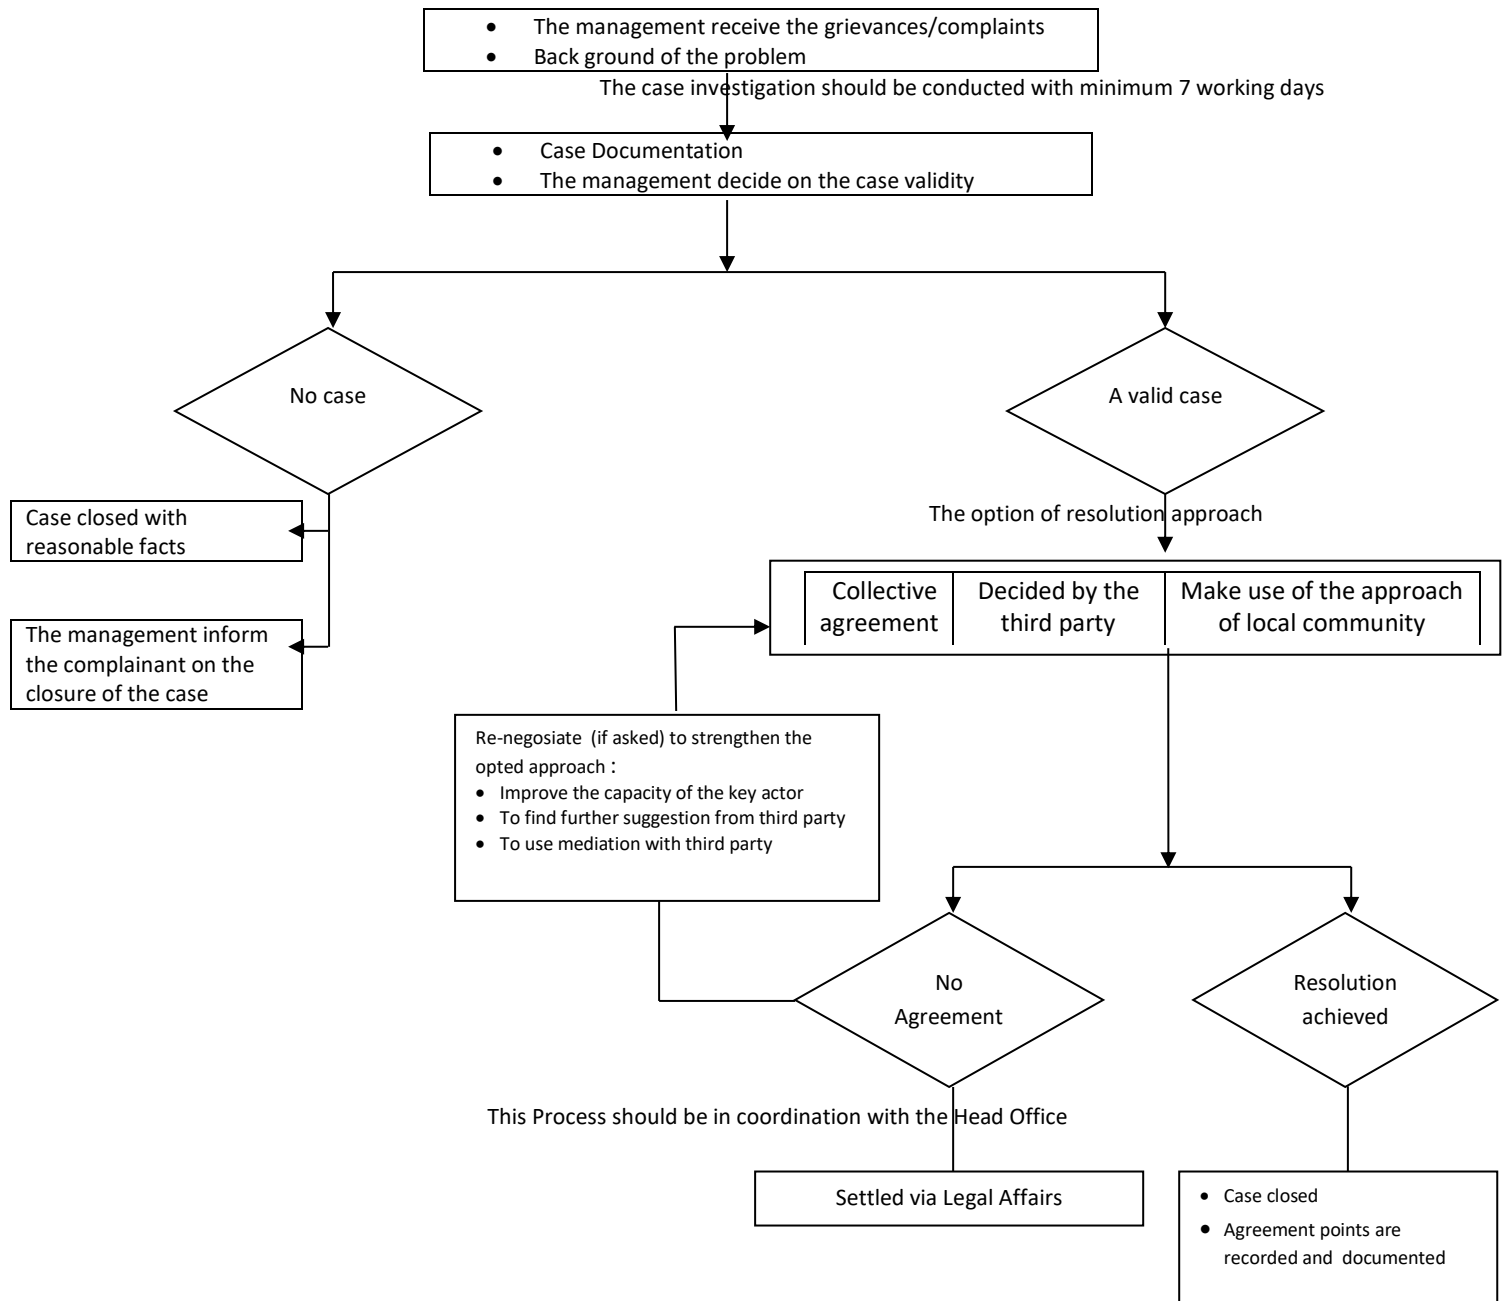 • The management receive the grievances/complaints
• Back ground of the problem
The case investigation should be conducted with minimum 7 working days
• Case Documentation
• The management decide on the case validity
No case
A valid case
Case closed with
reasonable facts
The option of resolution approach
Collective
agreement
Decided by the
third party
Make use of the approach
of local community
The management inform
the complainant on the
closure of the case
Re-negosiate (if asked) to strengthen the
opted approach :
• Improve the capacity of the key actor
• To find further suggestion from third party
• To use mediation with third party
No
Agreement
Resolution
achieved
This Process should be in coordination with the Head Office
Settled via Legal Affairs
• Case closed
• Agreement points are
recorded and documented